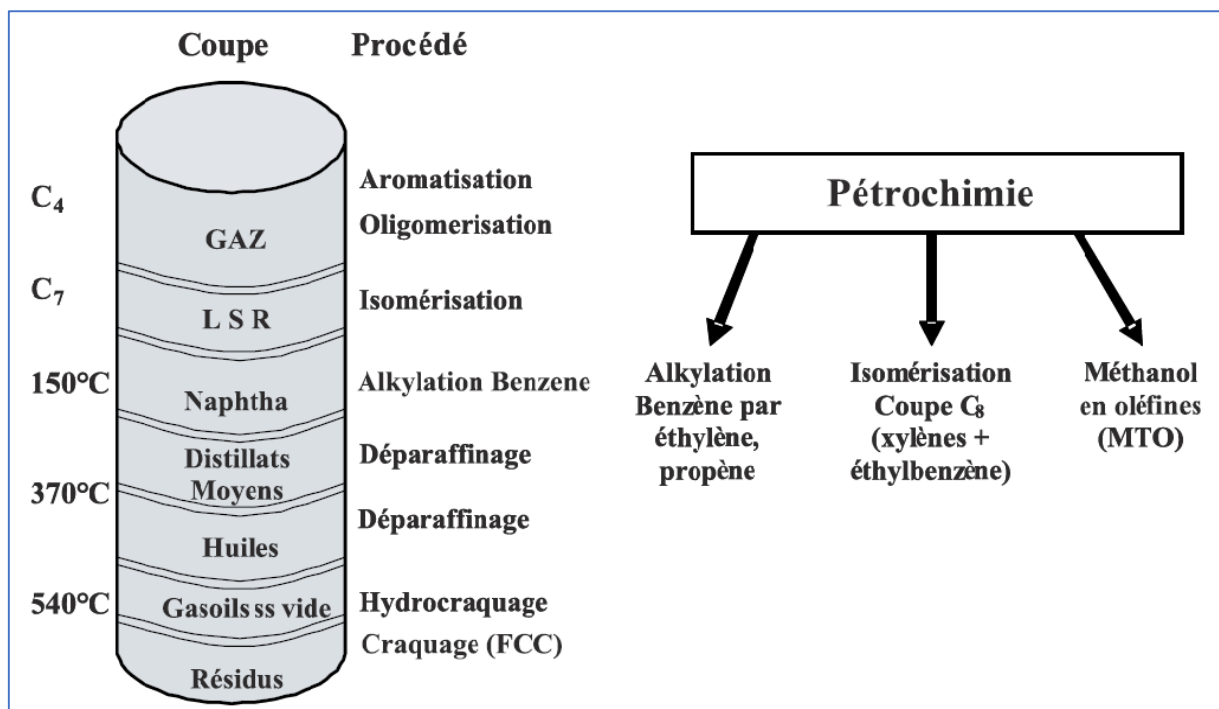 Coupe Procédé
C₄
C₇
150°C
370°C
540°C
GAZ
L S R
Naphtha
Distillats
Moyens
Huiles
Gasoils ss vide
Résidus
Aromatisation
Oligomerisation
Isomérisation
Alkylation Benzene
Déparaffinage
Déparaffinage
Hydrocraquage
Craquage (FCC)
Pétrochimie
Alkylation
Benzène par
éthylène,
propène
Isomérisation
Coupe C₈
(xylènes +
éthylbenzène)
Méthanol
en oléfines
(MTO)